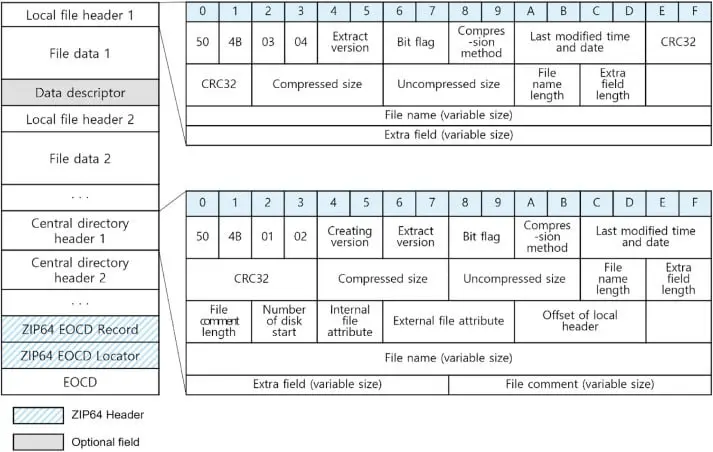 Local file header 1
File data 1
Data descriptor
Local file header 2
File data 2
. . .
Central directory
header 1
Central directory
header 2
. . .
ZIP64 EOCD Record
ZIP64 EOCD Locator
EOCD
ZIP64 Header
Optional field
0 1 2 3 4 5 6 7 8 9 A B C D E F
50 4B 03 04 Extract version Bit flag Compres-sion method Last modified time and date CRC32
CRC32 Compressed size Uncompressed size File name length Extra field length
File name (variable size)
Extra field (variable size)
0 1 2 3 4 5 6 7 8 9 A B C D E F
50 4B 01 02 Creating version Extract version Bit flag Compres-sion method Last modified time and date
CRC32 Compressed size Uncompressed size File name length Extra field length
File comment length Number of disk start Internal file attribute External file attribute Offset of local header
File name (variable size)
Extra field (variable size) File comment (variable size)